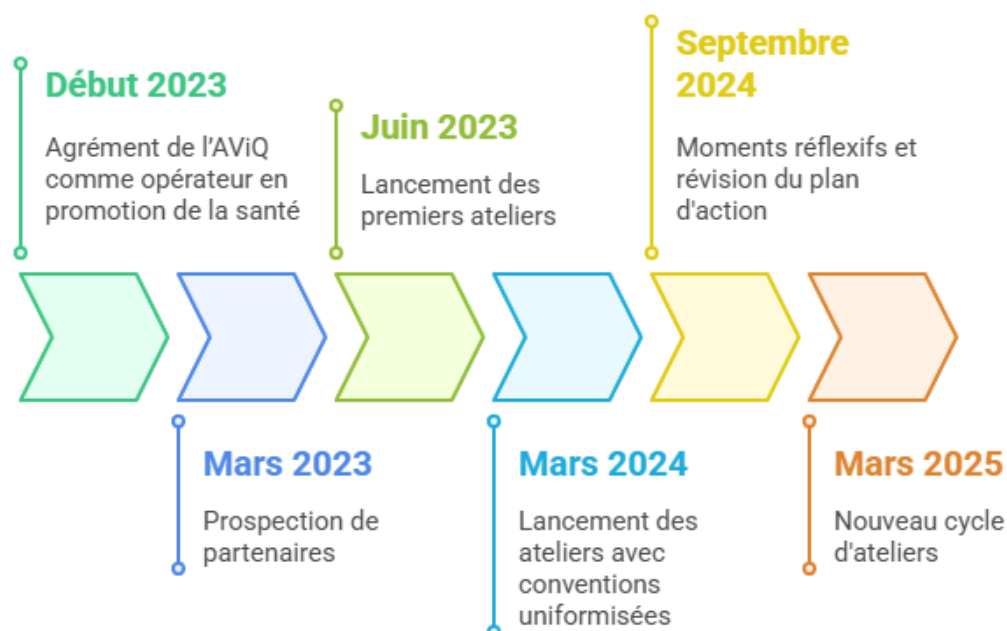 Début 2023
Agrément de l'AViQ
comme opérateur en
promotion de la santé
Mars 2023
Prospection de
partenaires
Juin 2023
Lancement des
premiers ateliers
Mars 2024
Lancement des
ateliers avec
conventions
uniformisées
Septembre
2024
Moments réflexifs et
révision du plan
d'action
Mars 2025
Nouveau cycle
d'ateliers